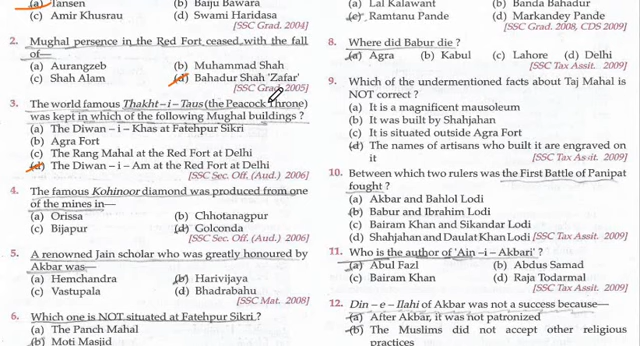 (a) Tansen (b) Baiju Bawara
(c) Amir Khusrau (d) Swami Haridasa
[SSC Grad. 2004]
2. Mughal persence in the Red Fort ceased with the fall
of—
(a) Aurangzeb (b) Muhammad Shah
(c) Shah Alam (d) Bahadur Shah 'Zafar'
[SSC Grad. 2005]
3. The world famous Thakht – i – Taus (the Peacock Throne)
was kept in which of the following Mughal buildings ?
(a) The Diwan – i – Khas at Fatehpur Sikri
(b) Agra Fort
(c) The Rang Mahal at the Red Fort at Delhi
(d) The Diwan – i – Am at the Red Fort at Delhi
[SSC Sec. Off. (Aud.) 2006]
4. The famous Kohinoor diamond was produced from one
of the mines in—
(a) Orissa (b) Chhotanagpur
(c) Bijapur (d) Golconda
[SSC Sec. Off. (Aud.) 2006]
5. A renowned Jain scholar who was greatly honoured by
Akbar was—
(a) Hemchandra (b) Harivijaya
(c) Vastupala (d) Bhadrabahu
[SSC Mat. 2008]
6. Which one is NOT situated at Fatehpur Sikri ?
(a) The Panch Mahal
(b) Moti Masjid
(a) Lal Kalawant (b) Banda Bahadur
(c) Ramtanu Pande (d) Markandey Pande
[SSC Grad. 2008, CDS 2009]
8. Where did Babur die ?
(a) Agra (b) Kabul (c) Lahore (d) Delhi
[SSC Tax Assit. 2009]
9. Which of the undermentioned facts about Taj Mahal is
NOT correct ?
(a) It is a magnificent mausoleum
(b) It was built by Shahjahan
(c) It is situated outside Agra Fort
(d) The names of artisans who built it are engraved on
it [SSC Tax Assit. 2009]
10. Between which two rulers was the First Battle of Panipat
fought ?
(a) Akbar and Bahlol Lodi
(b) Babur and Ibrahim Lodi
(c) Bairam Khan and Sikandar Lodi
(d) Shahjahan and Daulat Khan Lodi [SSC Tax Assit. 2009]
11. Who is the author of 'Ain –i – Akbari' ?
(a) Abul Fazl (b) Abdus Samad
(c) Bairam Khan (d) Raja Todarmal
[SSC Tax Assit. 2009]
12. Din – e – Ilahi of Akbar was not a success because—
(a) After Akbar, it was not patronized
(b) The Muslims did not accept other religious
practices